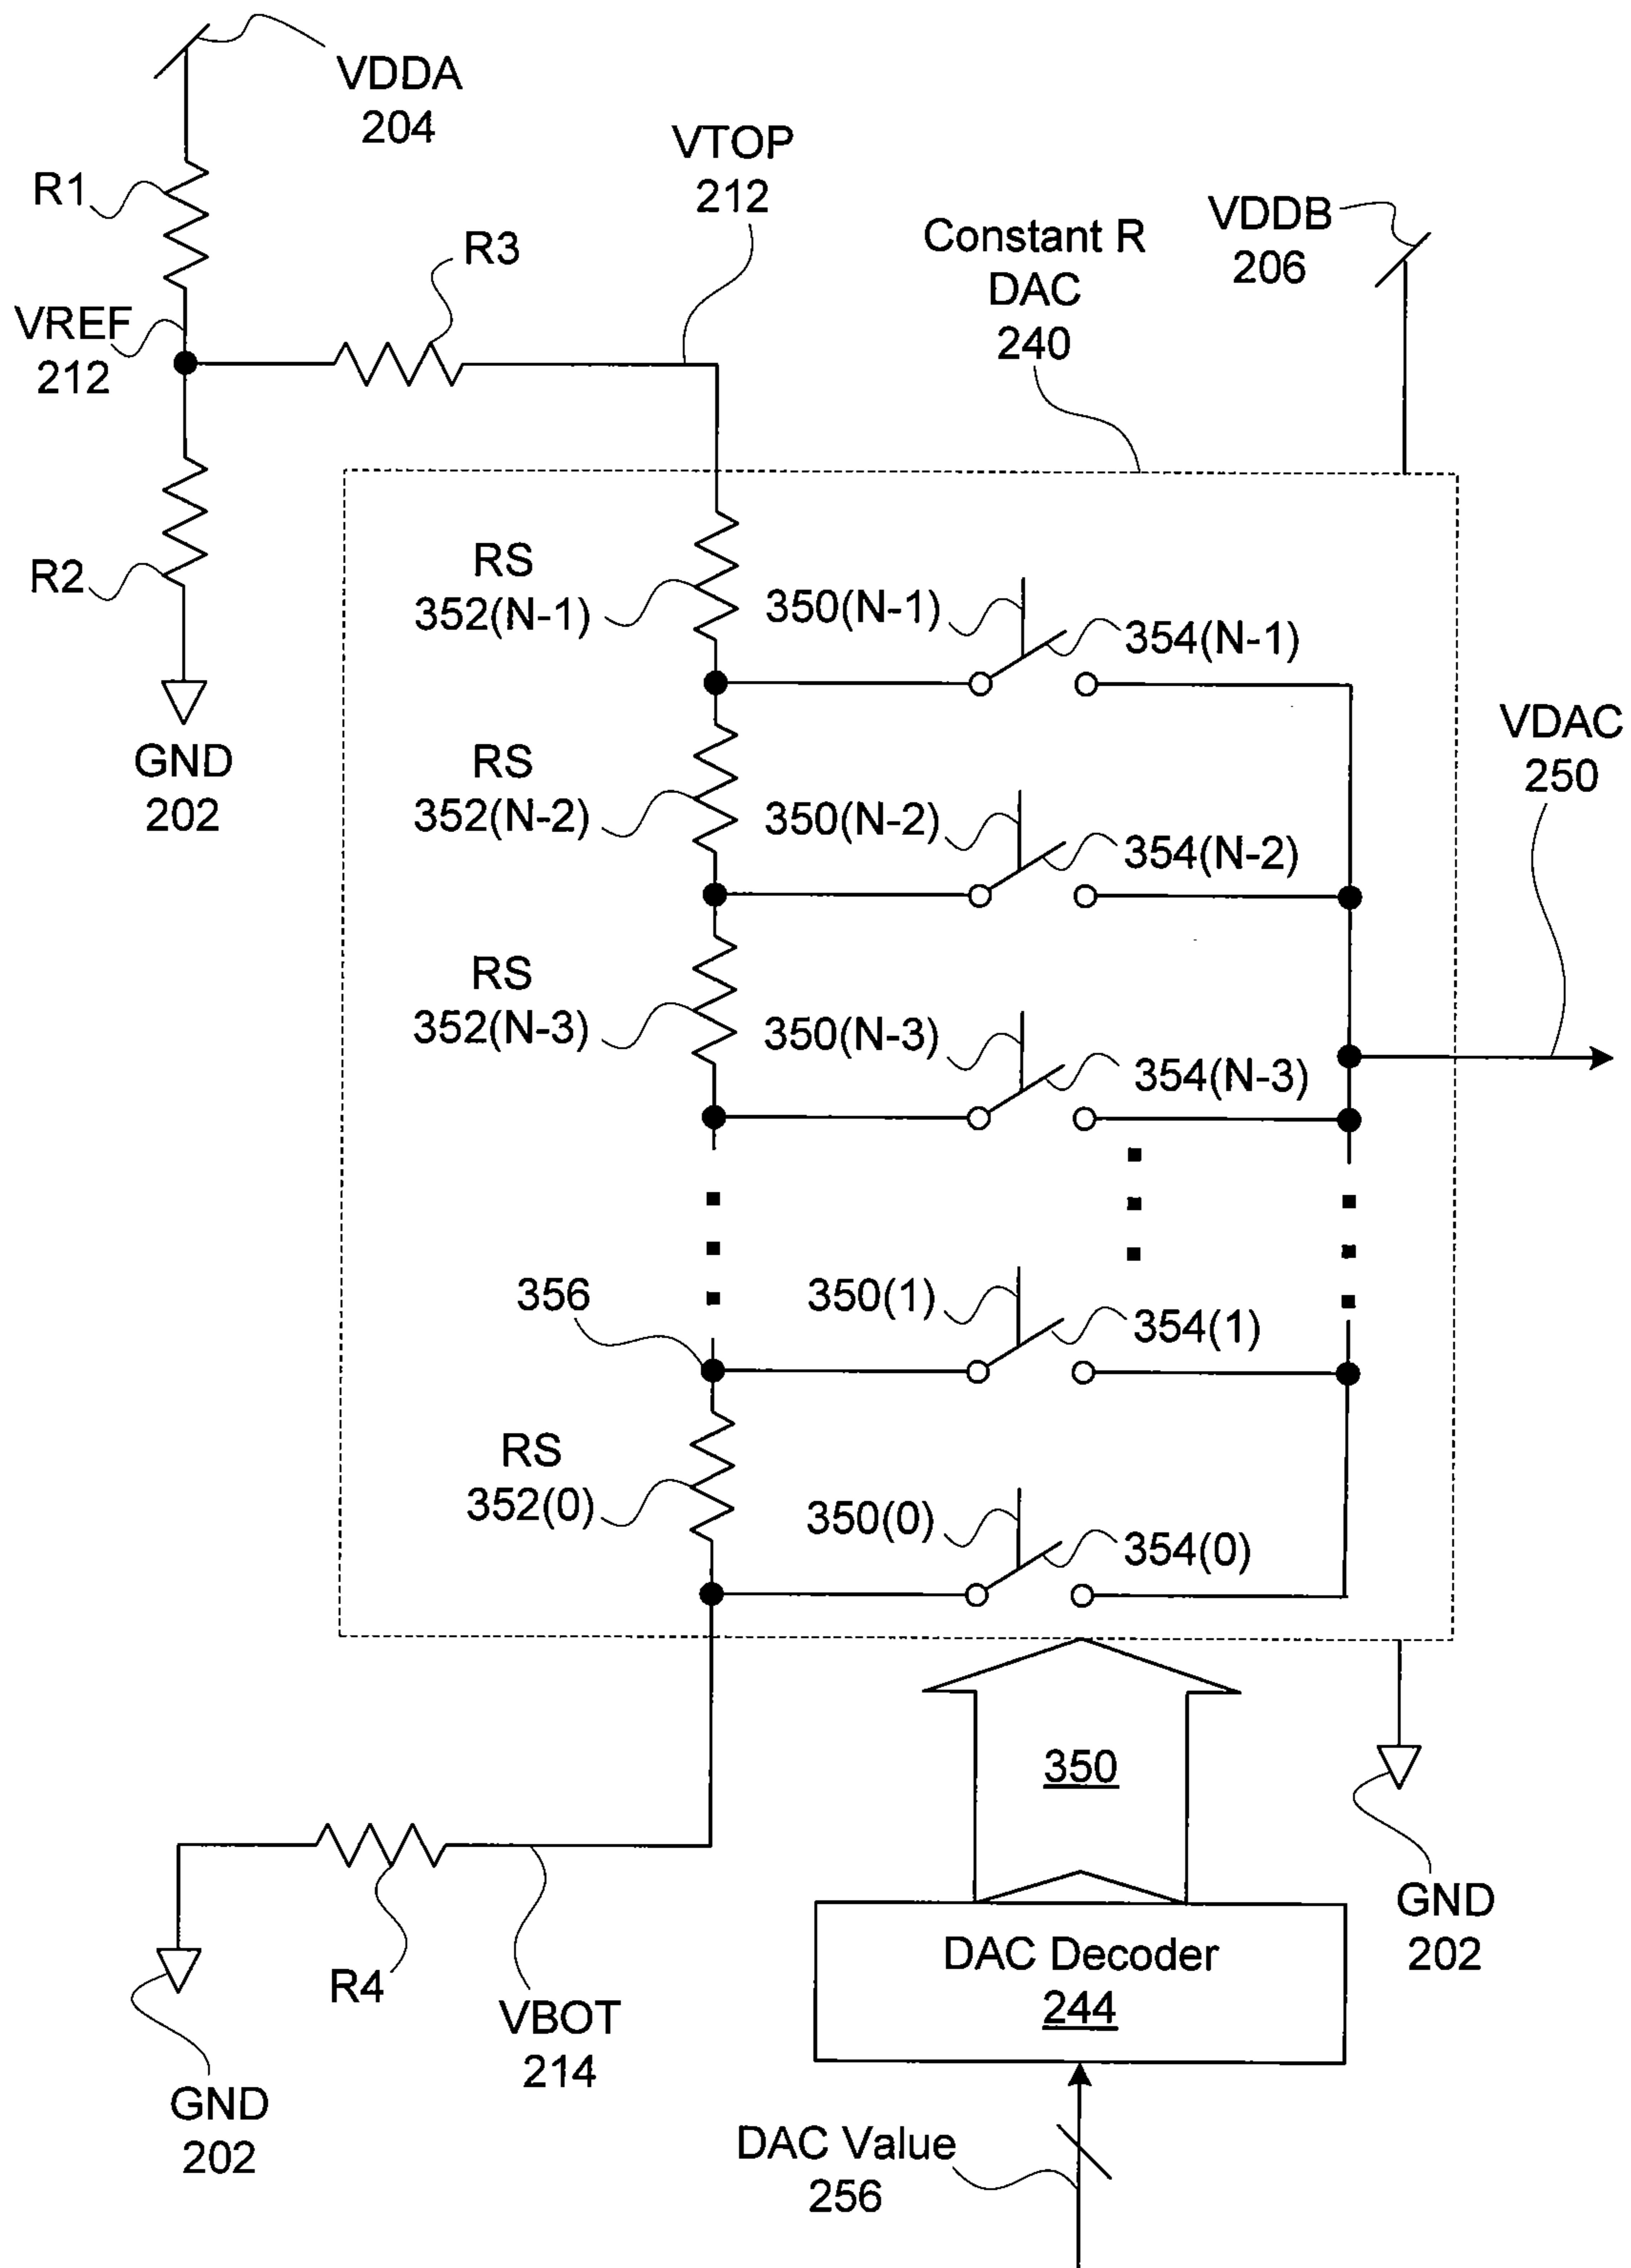 VDDA
204
R1
VTOP
212
R3
Constant R
DAC
240
VDDB
206
VREF
212
R2
GND
202
RS
352(N-1)
350(N-1)
354(N-1)
RS
352(N-2)
350(N-2)
354(N-2)
VDAC
250
RS
352(N-3)
350(N-3)
354(N-3)
356
350(1)
354(1)
RS
352(0)
350(0)
354(0)
350
R4
VBOT
214
GND
202
DAC Decoder
244
GND
202
DAC Value
256